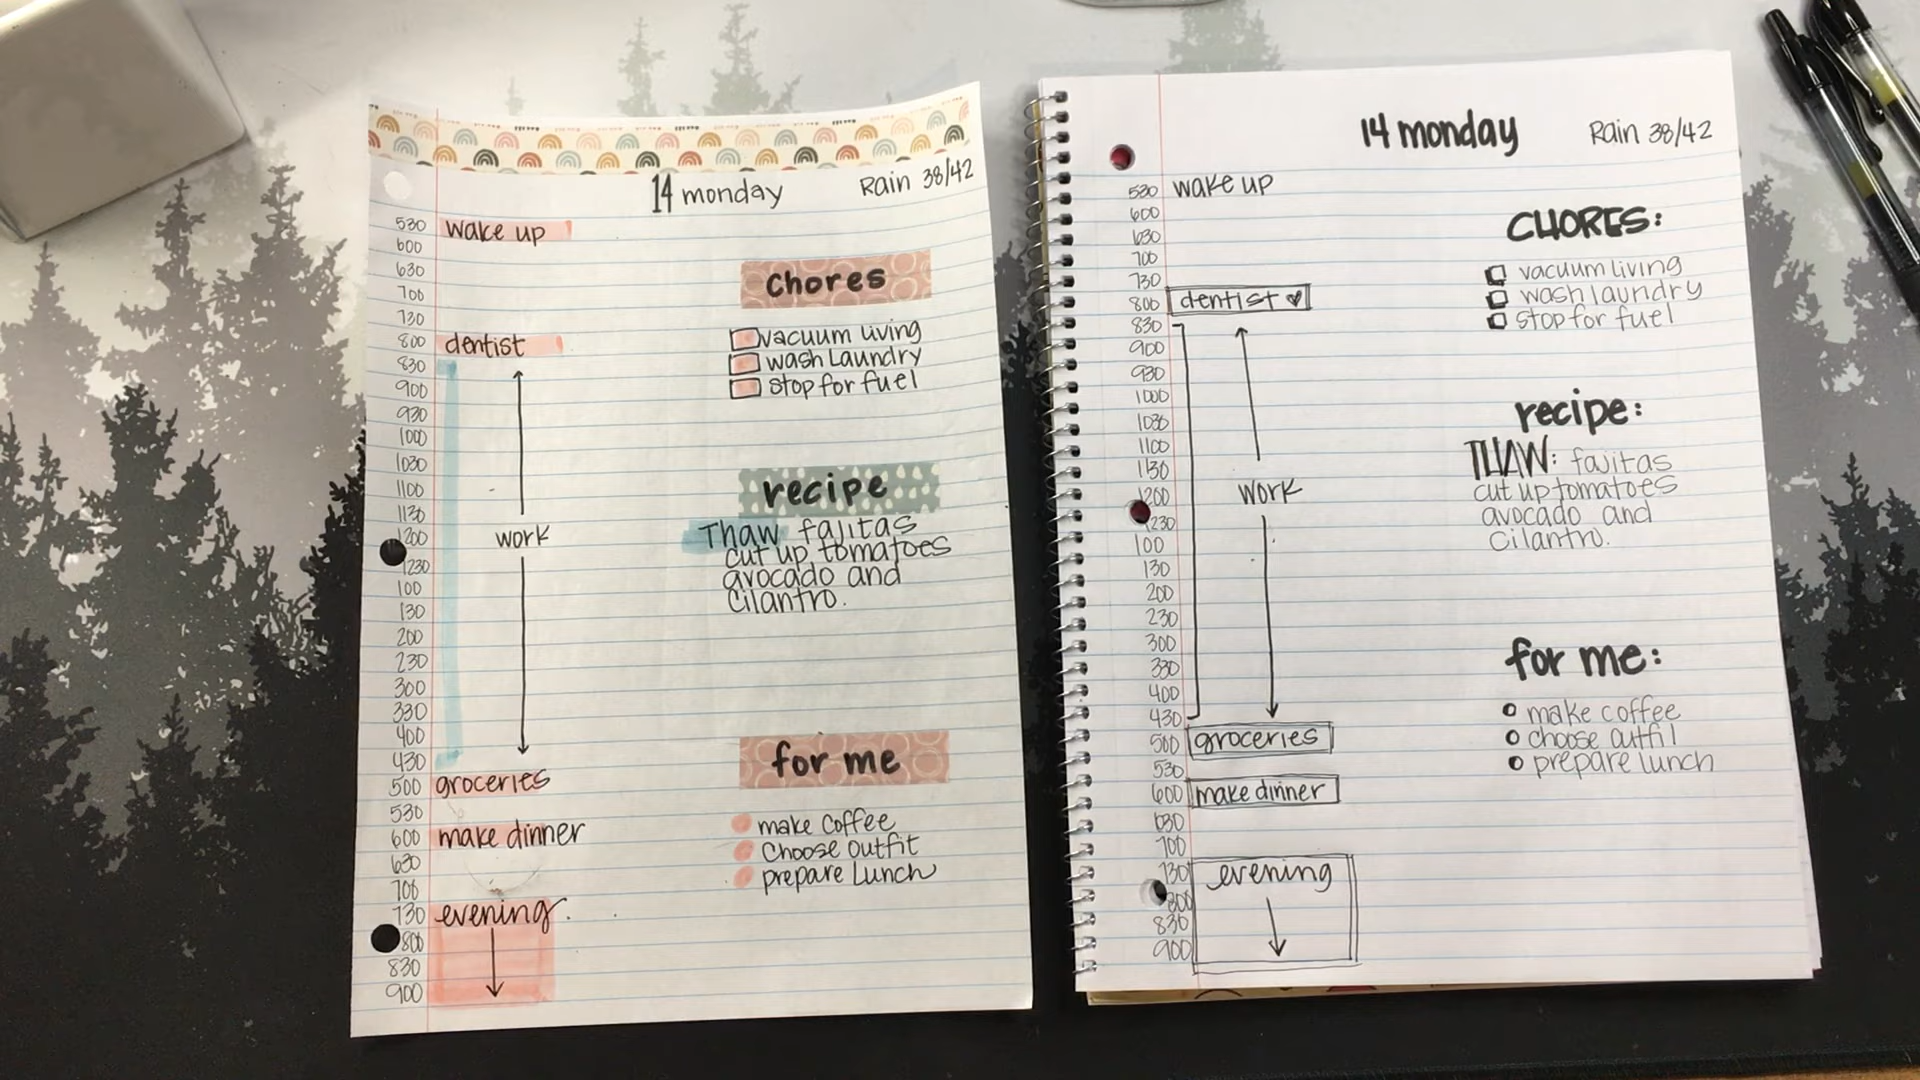 14 monday
Rain 38/42
530 wake up
600
630
700
730
800 dentist
830
900
930
1000
1030
1100
1130
1200 work
1230
100
130
200
230
300
330
400
430
500 groceries
530
600 make dinner
630
700
730 evening
800
830
900
chores
vacuum living
wash laundry
stop for fuel
recipe
Thaw fajitas
cut up tomatoes
avocado and
cilantro.
for me
make coffee
choose outfit
prepare lunch
14 monday
Rain 38/42
530 wake up
600
630
700
730
800 dentist ♥
830
900
930
1000
1030
1100
1130
1200 work
1230
100
130
200
230
300
330
400
430
500 groceries
530
600 make dinner
630
700
730 evening
800
830
900
CHORES:
vacuum living
wash laundry
stop for fuel
recipe:
THAW: fajitas
cut up tomatoes
avocado and
cilantro.
for me:
make coffee
choose outfit
prepare lunch